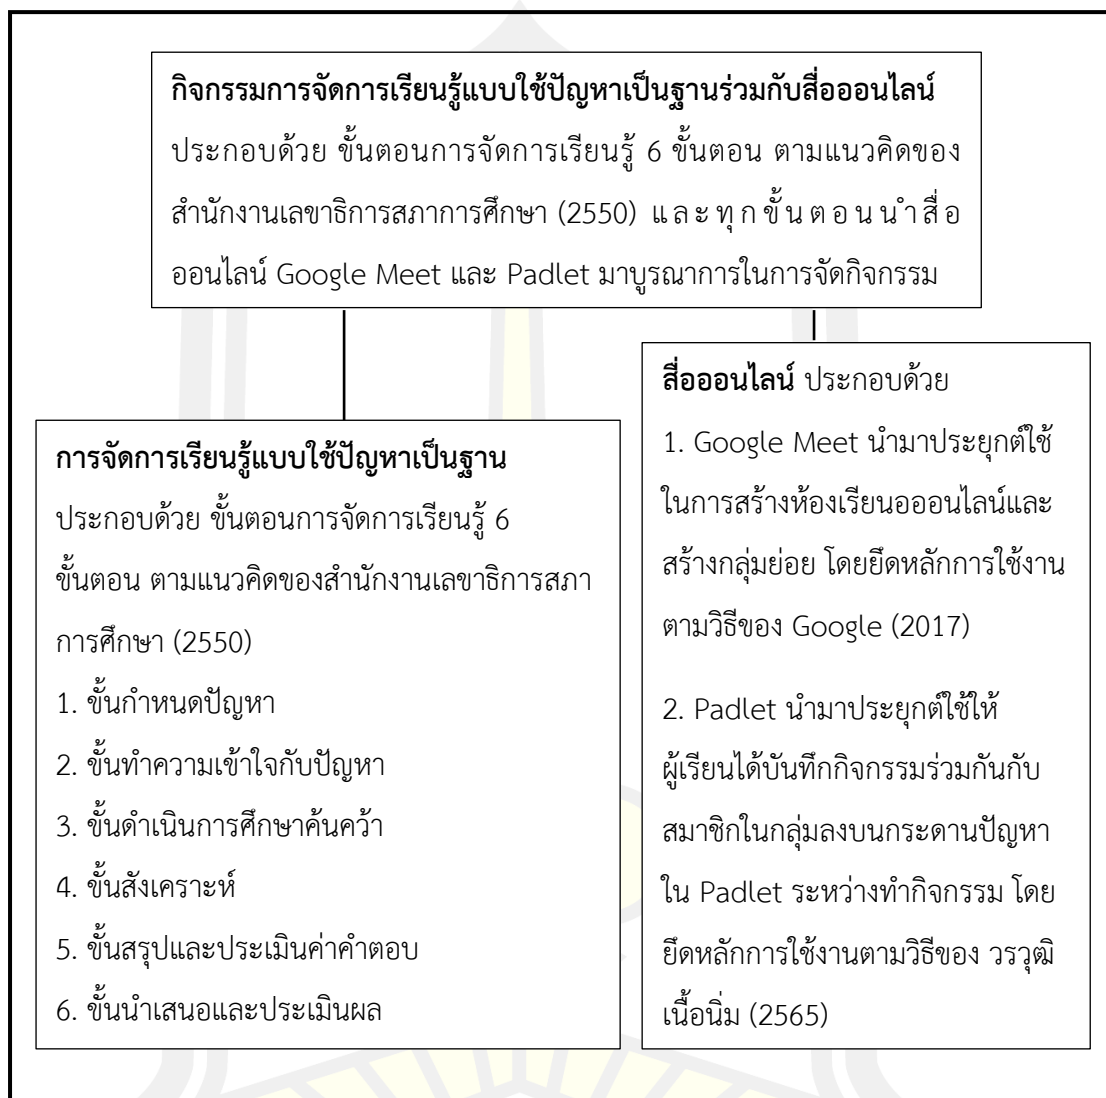 กิจกรรมการจัดการเรียนรู้แบบใช้ปัญหาเป็นฐานร่วมกับสื่อออนไลน์
ประกอบด้วย ขั้นตอนการจัดการเรียนรู้ 6 ขั้นตอน ตามแนวคิดของ
สำนักงานเลขาธิการสภาการศึกษา (2550) และทุกขั้นตอนนำสื่อ
ออนไลน์ Google Meet และ Padlet มาบูรณาการในการจัดกิจกรรม
การจัดการเรียนรู้แบบใช้ปัญหาเป็นฐาน
ประกอบด้วย ขั้นตอนการจัดการเรียนรู้ 6
ขั้นตอน ตามแนวคิดของสำนักงานเลขาธิการสภา
การศึกษา (2550)
1. ขั้นกำหนดปัญหา
2. ขั้นทำความเข้าใจกับปัญหา
3. ขั้นดำเนินการศึกษาค้นคว้า
4. ขั้นสังเคราะห์
5. ขั้นสรุปและประเมินค่าคำตอบ
6. ขั้นนำเสนอและประเมินผล
สื่อออนไลน์ ประกอบด้วย
1. Google Meet นำมาประยุกต์ใช้
ในการสร้างห้องเรียนอออนไลน์และ
สร้างกลุ่มย่อย โดยยึดหลักการใช้งาน
ตามวิธีของ Google (2017)
2. Padlet นำมาประยุกต์ใช้ให้
ผู้เรียนได้บันทึกกิจกรรมร่วมกันกับ
สมาชิกในกลุ่มลงบนกระดานปัญหา
ใน Padlet ระหว่างทำกิจกรรม โดย
ยึดหลักการใช้งานตามวิธีของ วรวุฒิ
เนื้อนิ่ม (2565)